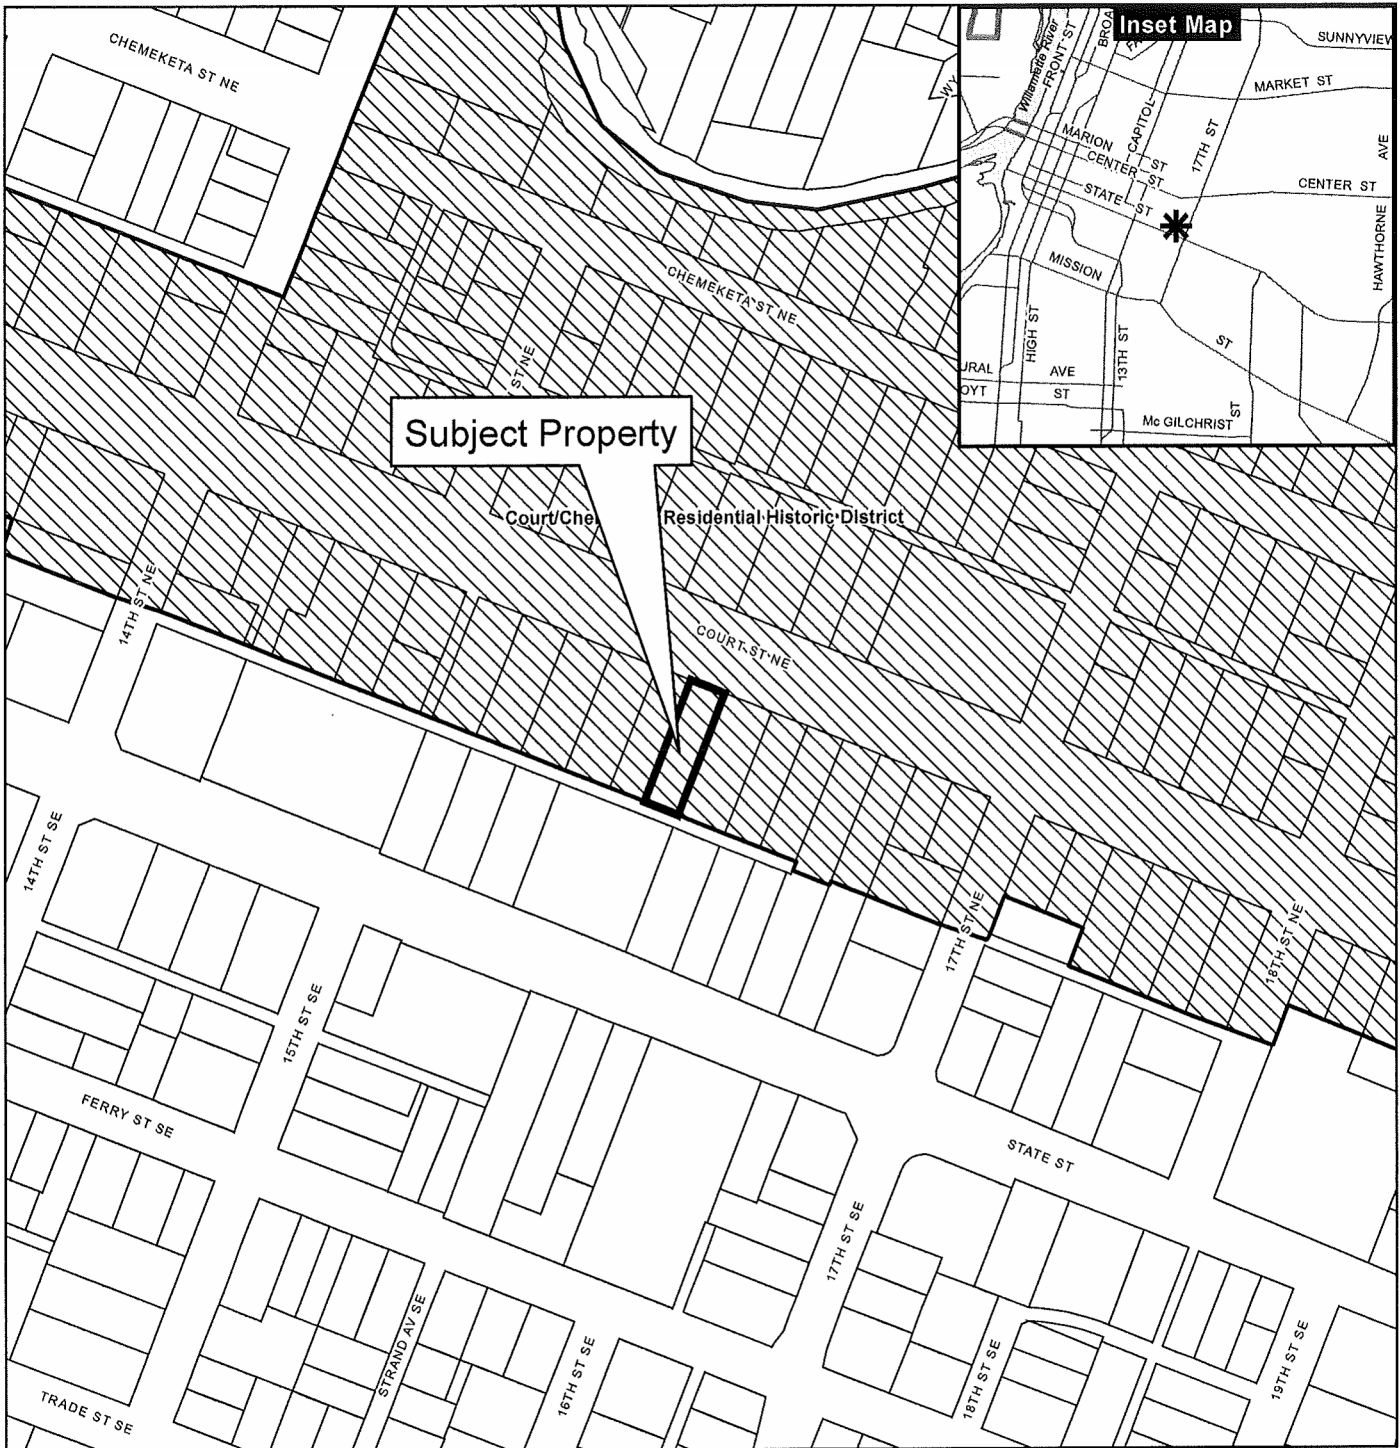 CHEMEKETA ST NE
Inset Map
Willamette River
FRONT ST
BROA
FA
SUNNYVIEW
MARKET ST
CAPITOL
17TH ST
AVE
MARION ST
CENTER ST
CENTER ST
STATE ST
HAWTHORNE
MISSION
ST
HIGH ST
13TH ST
URAL AVE
OYT ST
ST
Mc GILCHRIST
WY
CHEMEKETA ST NE
ST NE
Subject Property
Court/Che Residential Historic District
14TH ST NE
COURT ST NE
14TH ST SE
17TH ST NE
18TH ST NE
15TH ST SE
FERRY ST SE
STATE ST
17TH ST SE
STRAND AV SE
16TH ST SE
18TH ST SE
19TH ST SE
TRADE ST SE